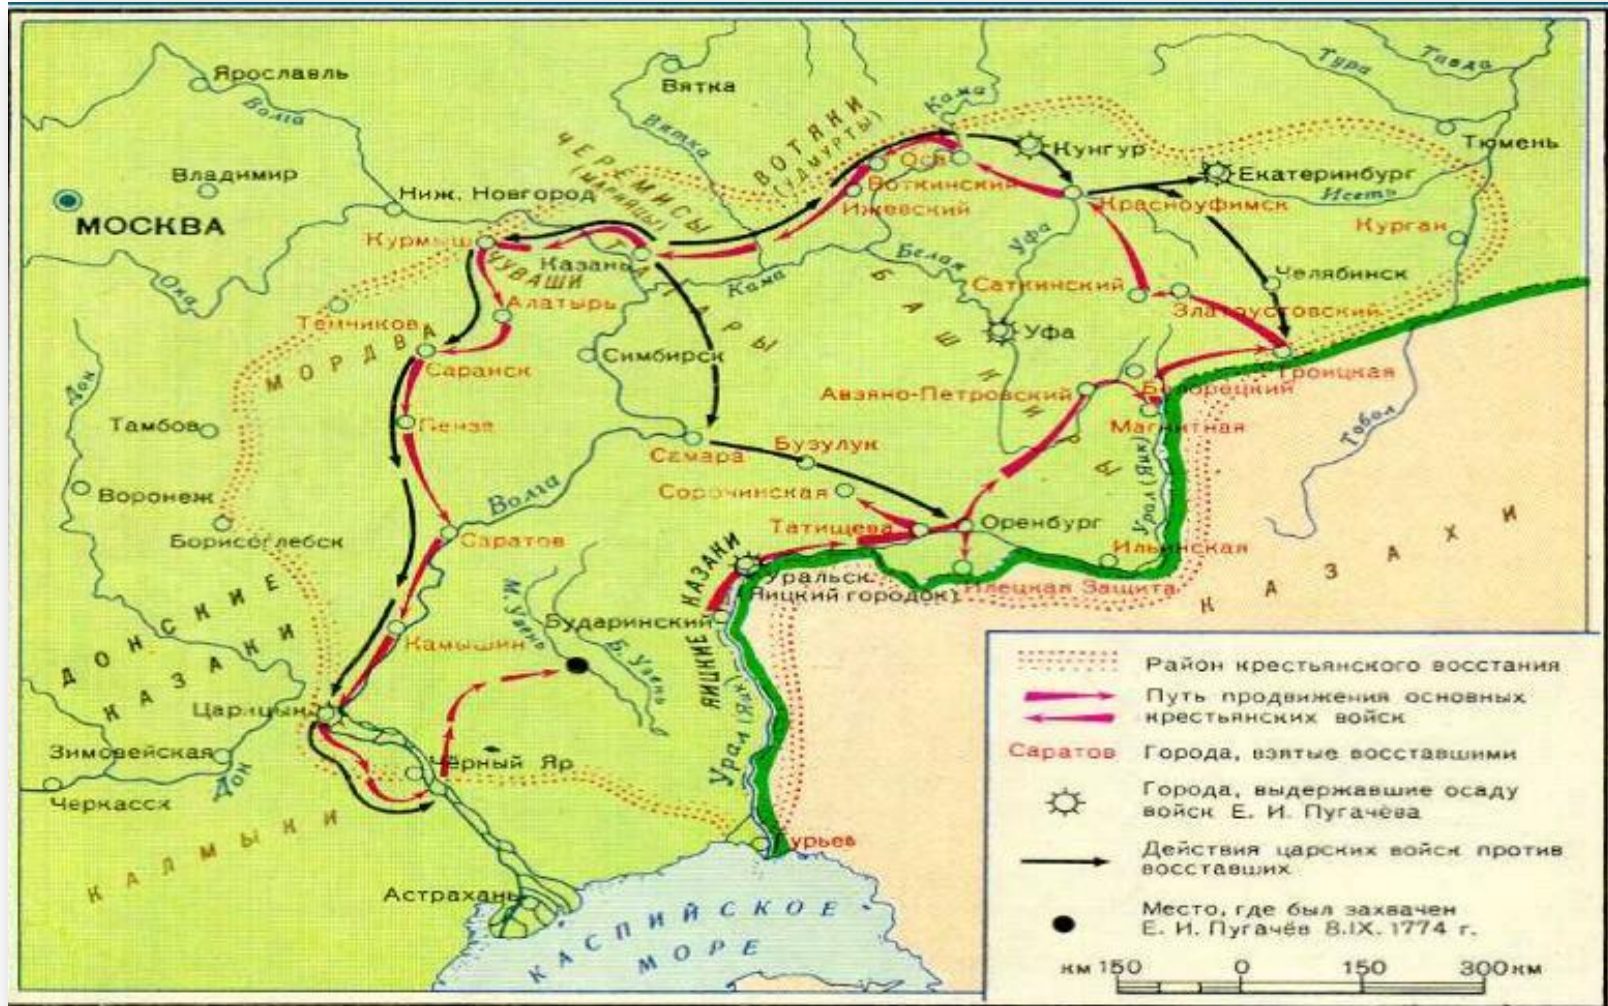 Ярославль
Волга
Вятка
Вятка
Кама
Тура
Тавда
Тюмень
ЧЕРЕМИСЫ
(МАРИЙЦЫ)
ВОТЯКИ
(УДМУРТЫ)
Оса
Кунгур
Екатеринбург
Исеть
Владимир
Ниж. Новгород
Воткинский
Ижевский
Красноуфимск
Курган
МОСКВА
Курмыш
Казань
ЧУВАШИ
ТАТАРЫ
Кама
Белая
Уфа
БАШКИРЫ
Ока
Алатырь
Саткинский
Челябинск
Златоустовский
Темников
МОРДВА
Симбирск
Уфа
Саранск
Троицкая
Дон
Авзяно-Петровский
Белорецкий
Магнитная
Тобол
Тамбов
Пенза
Самара
Бузулук
Урал (Яик)
Воронеж
Волга
Сорочинская
Борисоглебск
Саратов
Татищева
Оренбург
Ильинская
КАЗАХИ
Уральск
(Яицкий городок)
Илецкая Защита
ЯИЦКИЕ КАЗАКИ
Бударинский
М. Узень
Б. Узень
ДОНСКИЕ
КАЗАКИ
Камышин
Урал (Яик)
Царицын
Зимовейская
Дон
Чёрный Яр
Черкасск
КАЛМЫКИ
Гурьев
Астрахань
КАСПИЙСКОЕ
МОРЕ
Район крестьянского восстания
Путь продвижения основных
крестьянских войск
Саратов Города, взятые восставшими
Города, выдержавшие осаду
войск Е. И. Пугачёва
Действия царских войск против
восставших
Место, где был захвачен
Е. И. Пугачёв 8.IX. 1774 г.
км 150 0 150 300 км